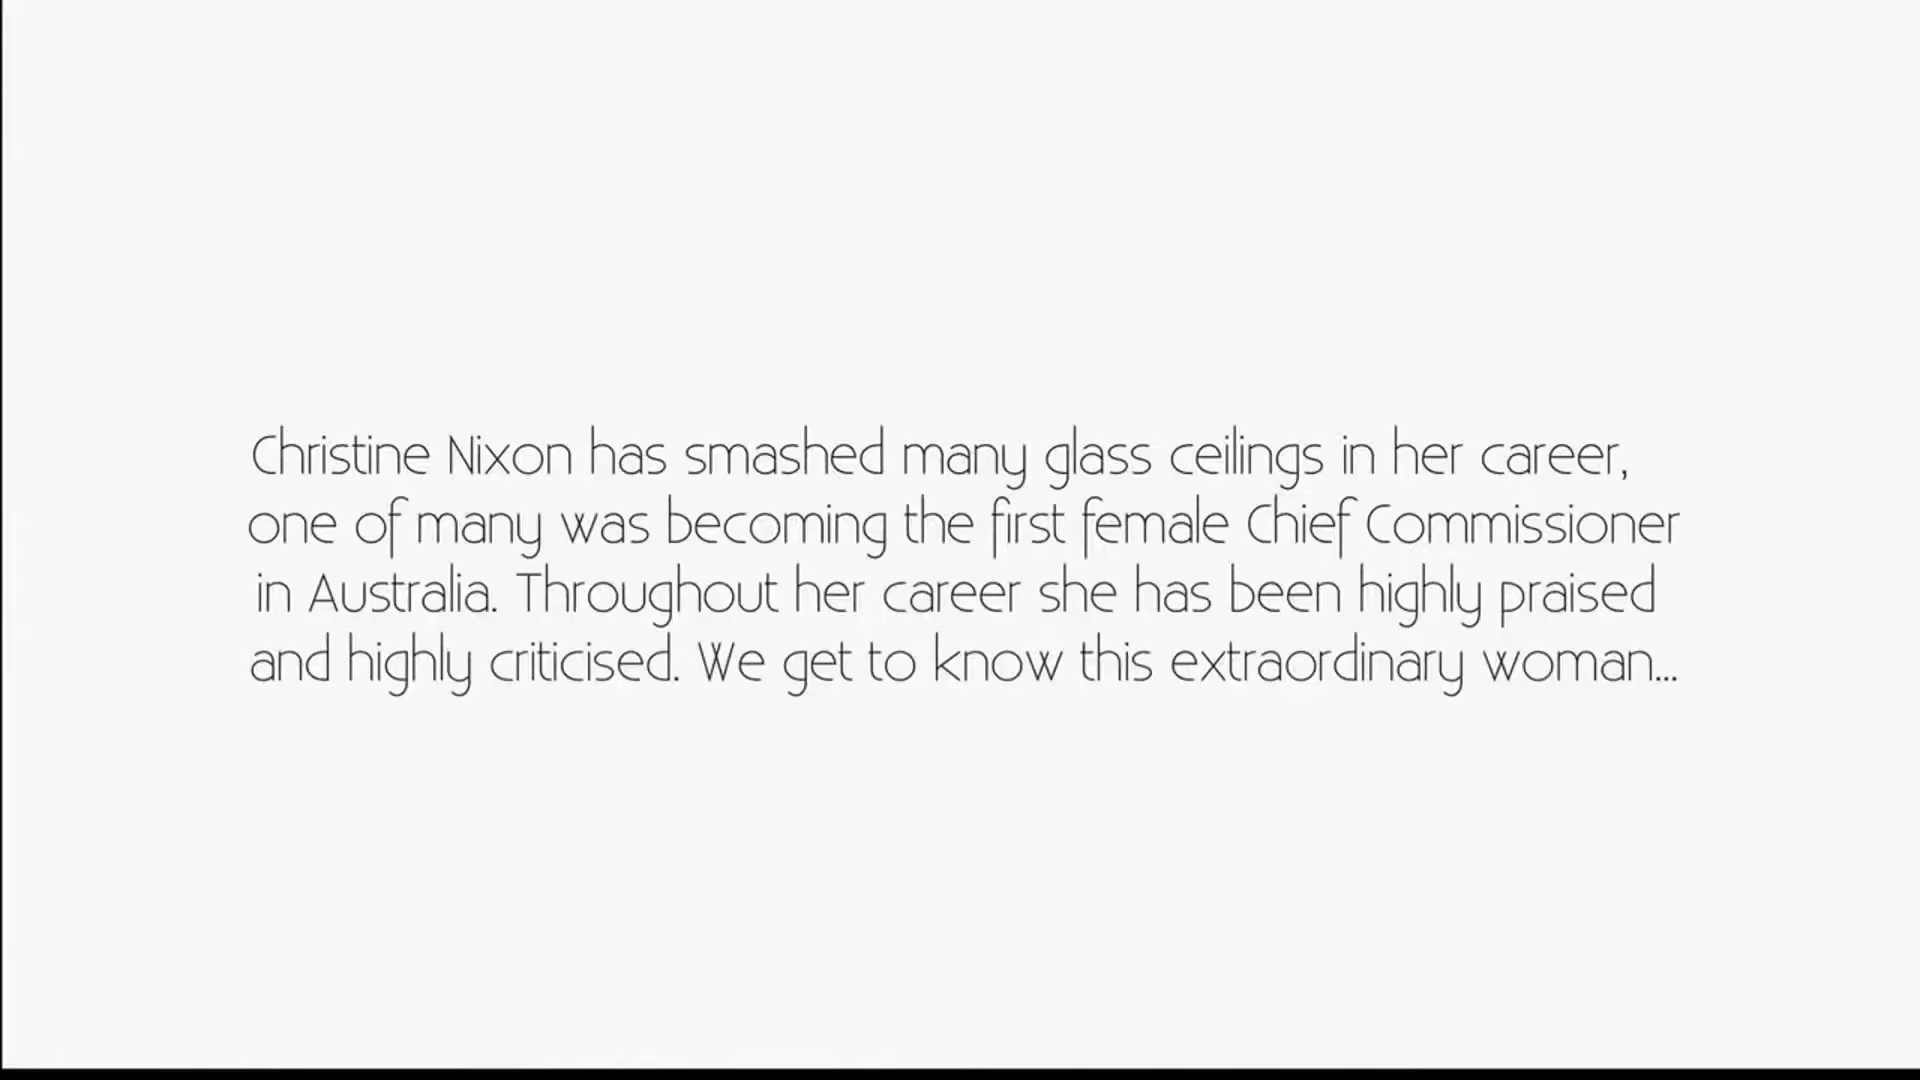 Christine Nixon has smashed many glass ceilings in her career,
one of many was becoming the first female Chief Commissioner
in Australia. Throughout her career she has been highly praised
and highly criticised. We get to know this extraordinary woman...